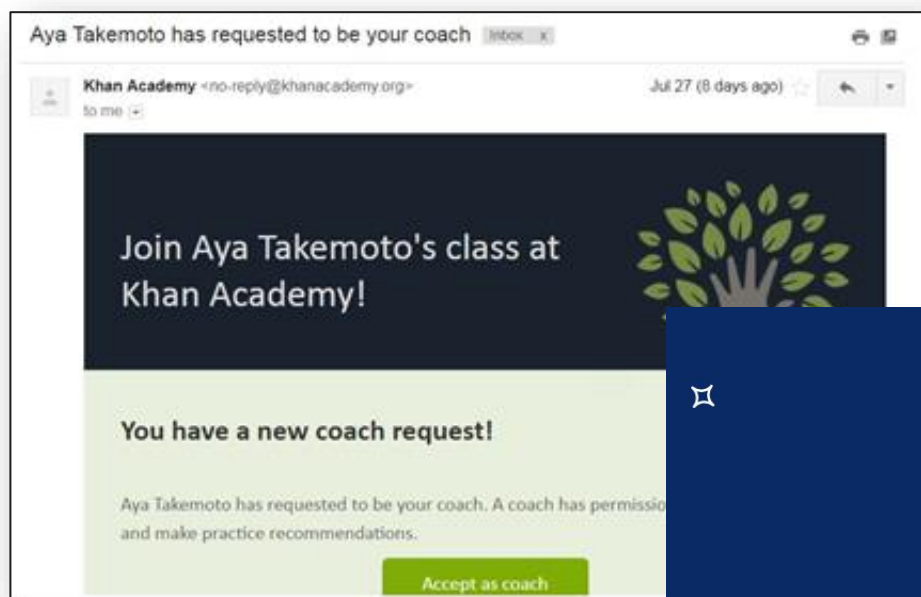 Aya Takemoto has requested to be your coach Inbox x
Khan Academy <no-reply@khanacademy.org> Jul 27 (8 days ago)
to me
Join Aya Takemoto's class at
Khan Academy!
You have a new coach request!
Aya Takemoto has requested to be your coach. A coach has
and make practice recommendations.
Accept as coach